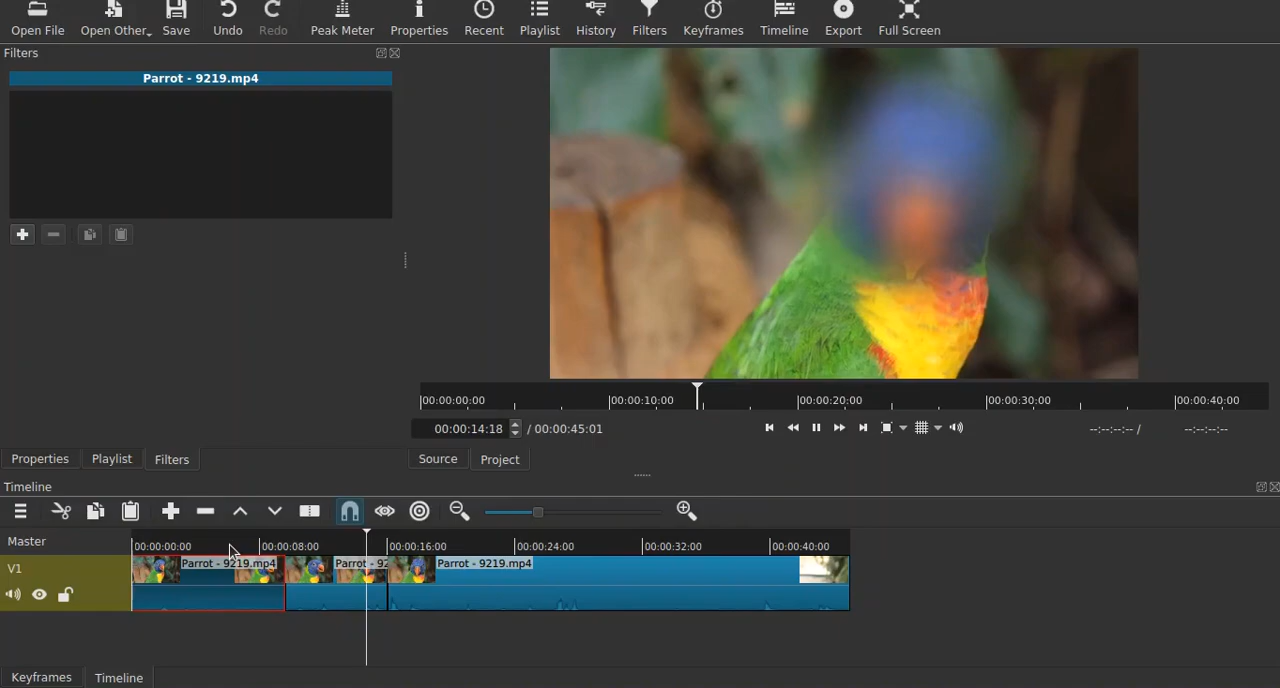 Open File Open Other Save Undo Redo Peak Meter Properties Recent Playlist History Filters Keyframes Timeline Export Full Screen
Filters
Parrot - 9219.mp4
00:00:00:00 00:00:10:00 00:00:20:00 00:00:30:00 00:00:40:00
00:00:14:18 / 00:00:45:01 --:--:--:-- / --:--:--:--
Properties Playlist Filters Source Project
Timeline
Master 00:00:00:00 00:00:08:00 00:00:16:00 00:00:24:00 00:00:32:00 00:00:40:00
V1 Parrot - 9219.mp4 Parrot - 92 Parrot - 9219.mp4
Keyframes Timeline